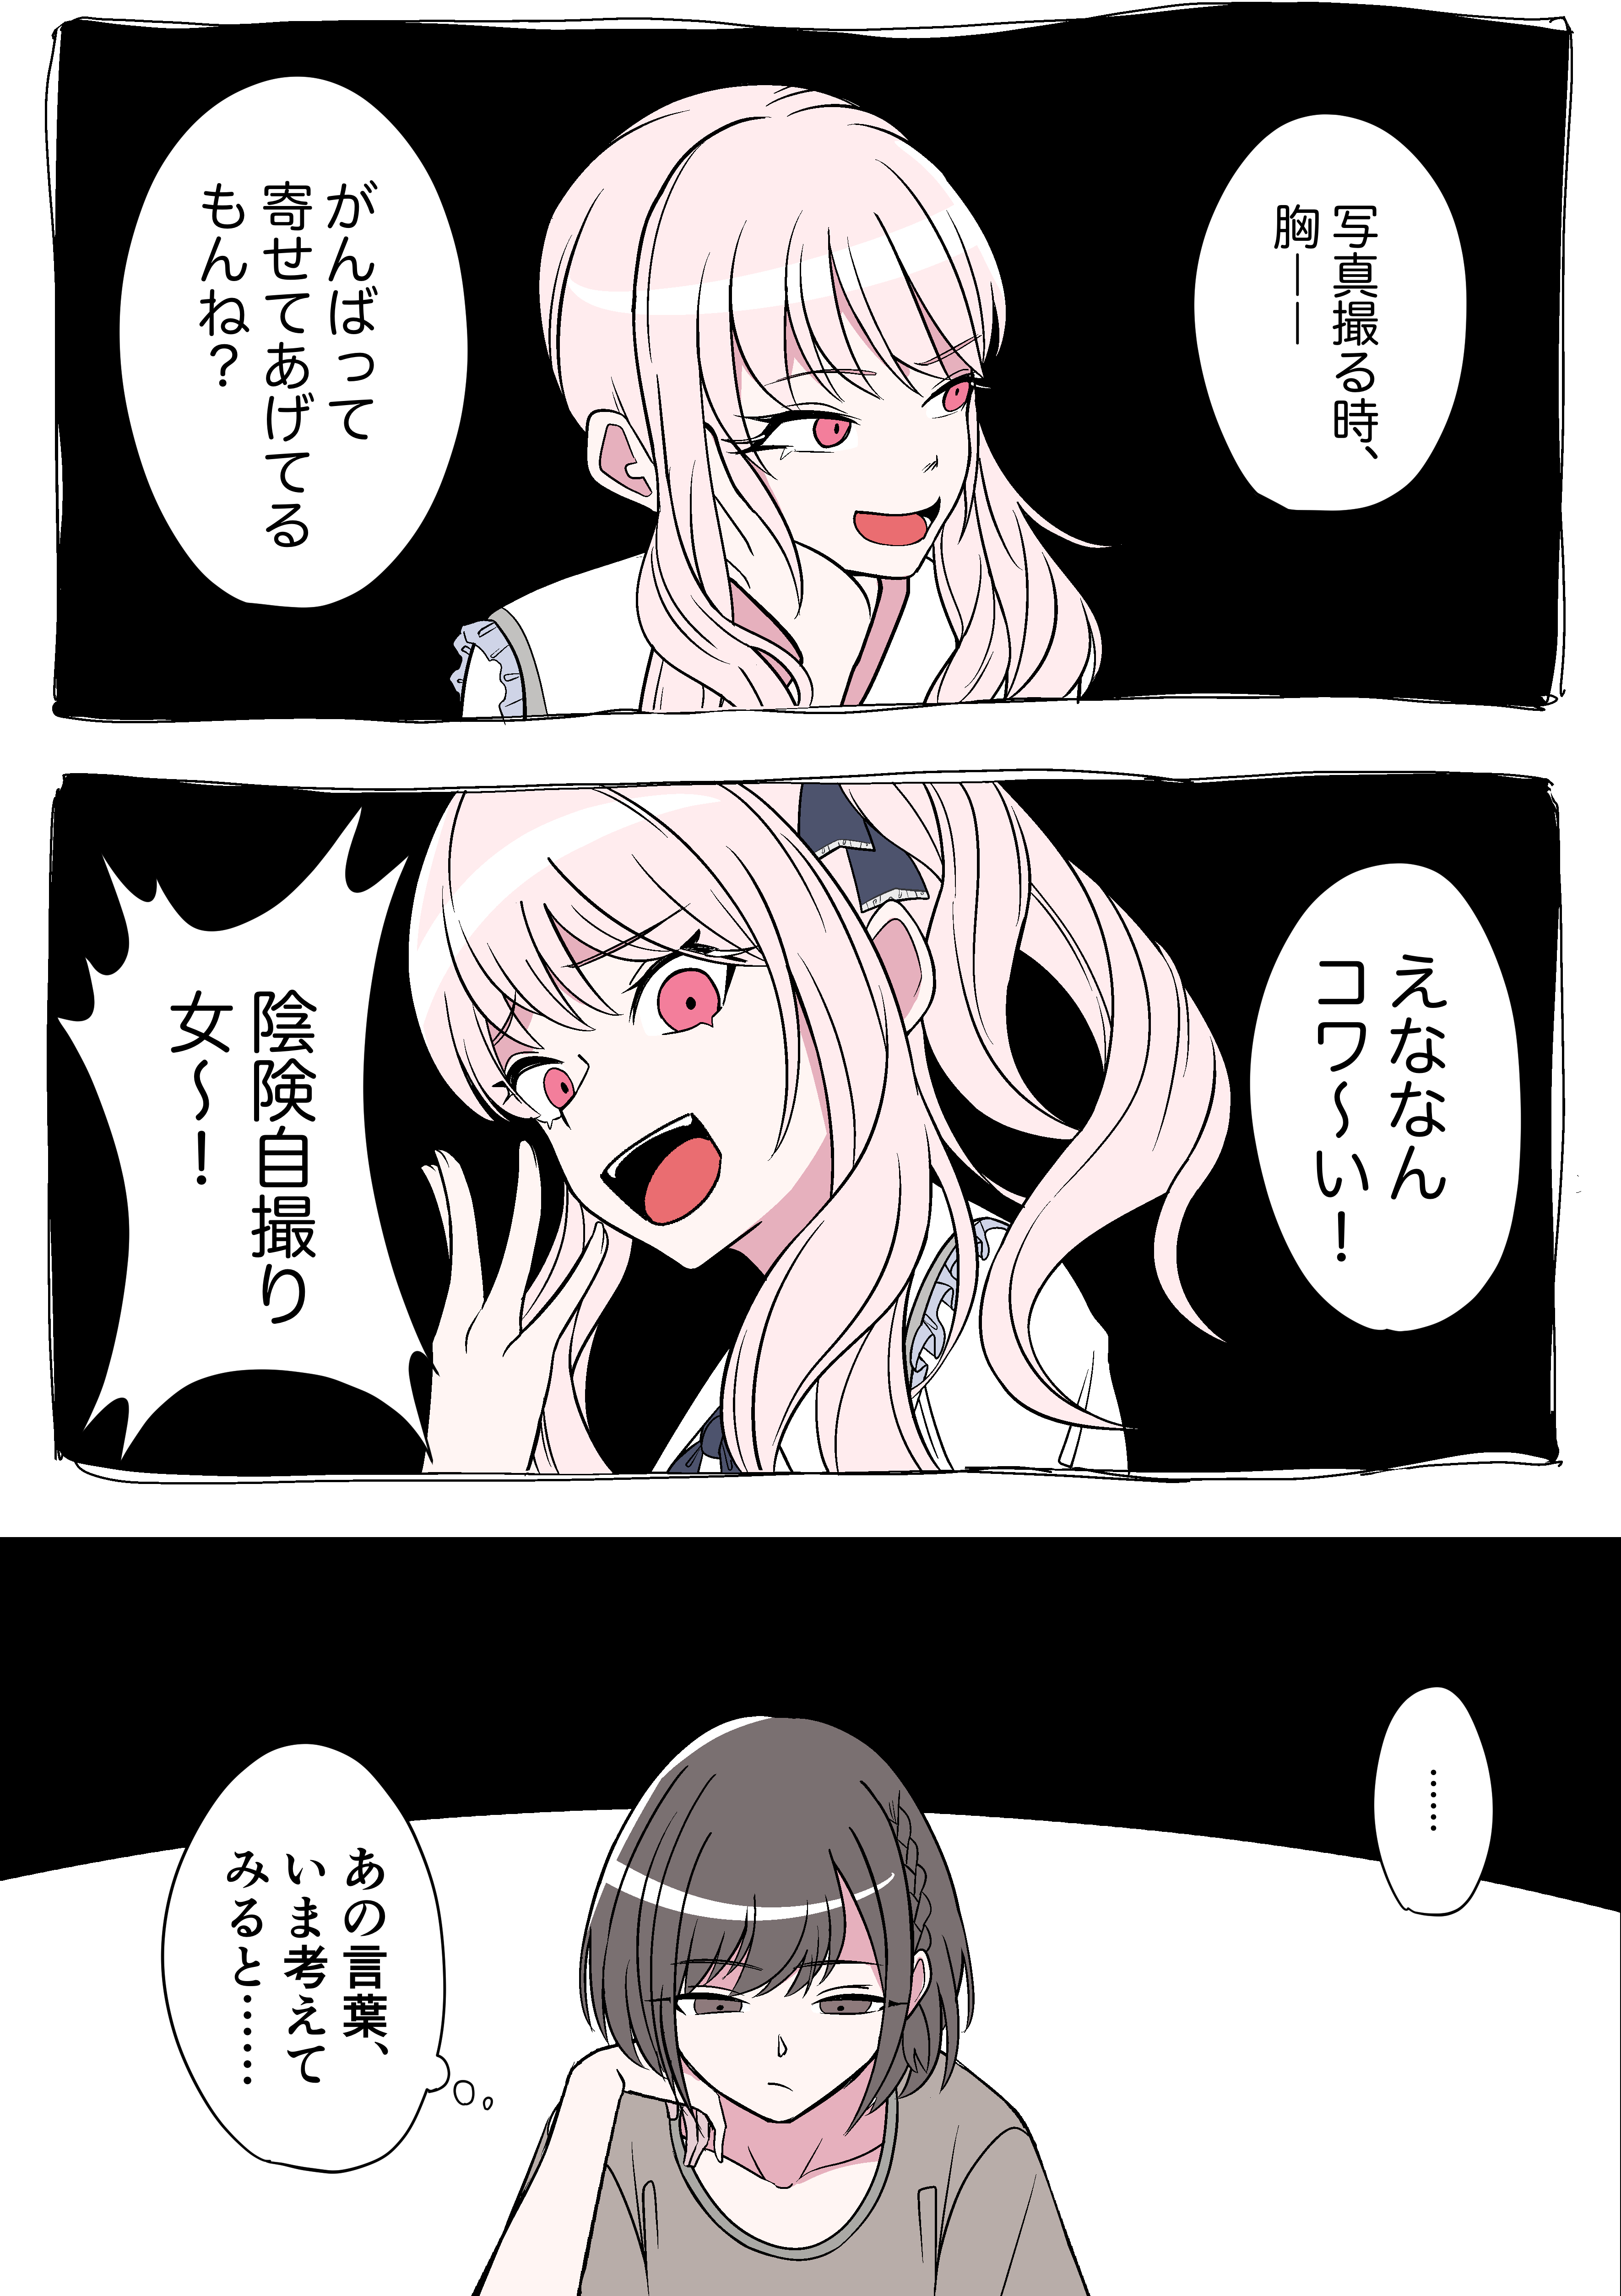 写真撮る時、
胸──
がんばって
寄せてあげてる
もんね?
えななん
コワ〜い!
陰険自撮り
女〜!
……
あの言葉、
いま考えて
みると………